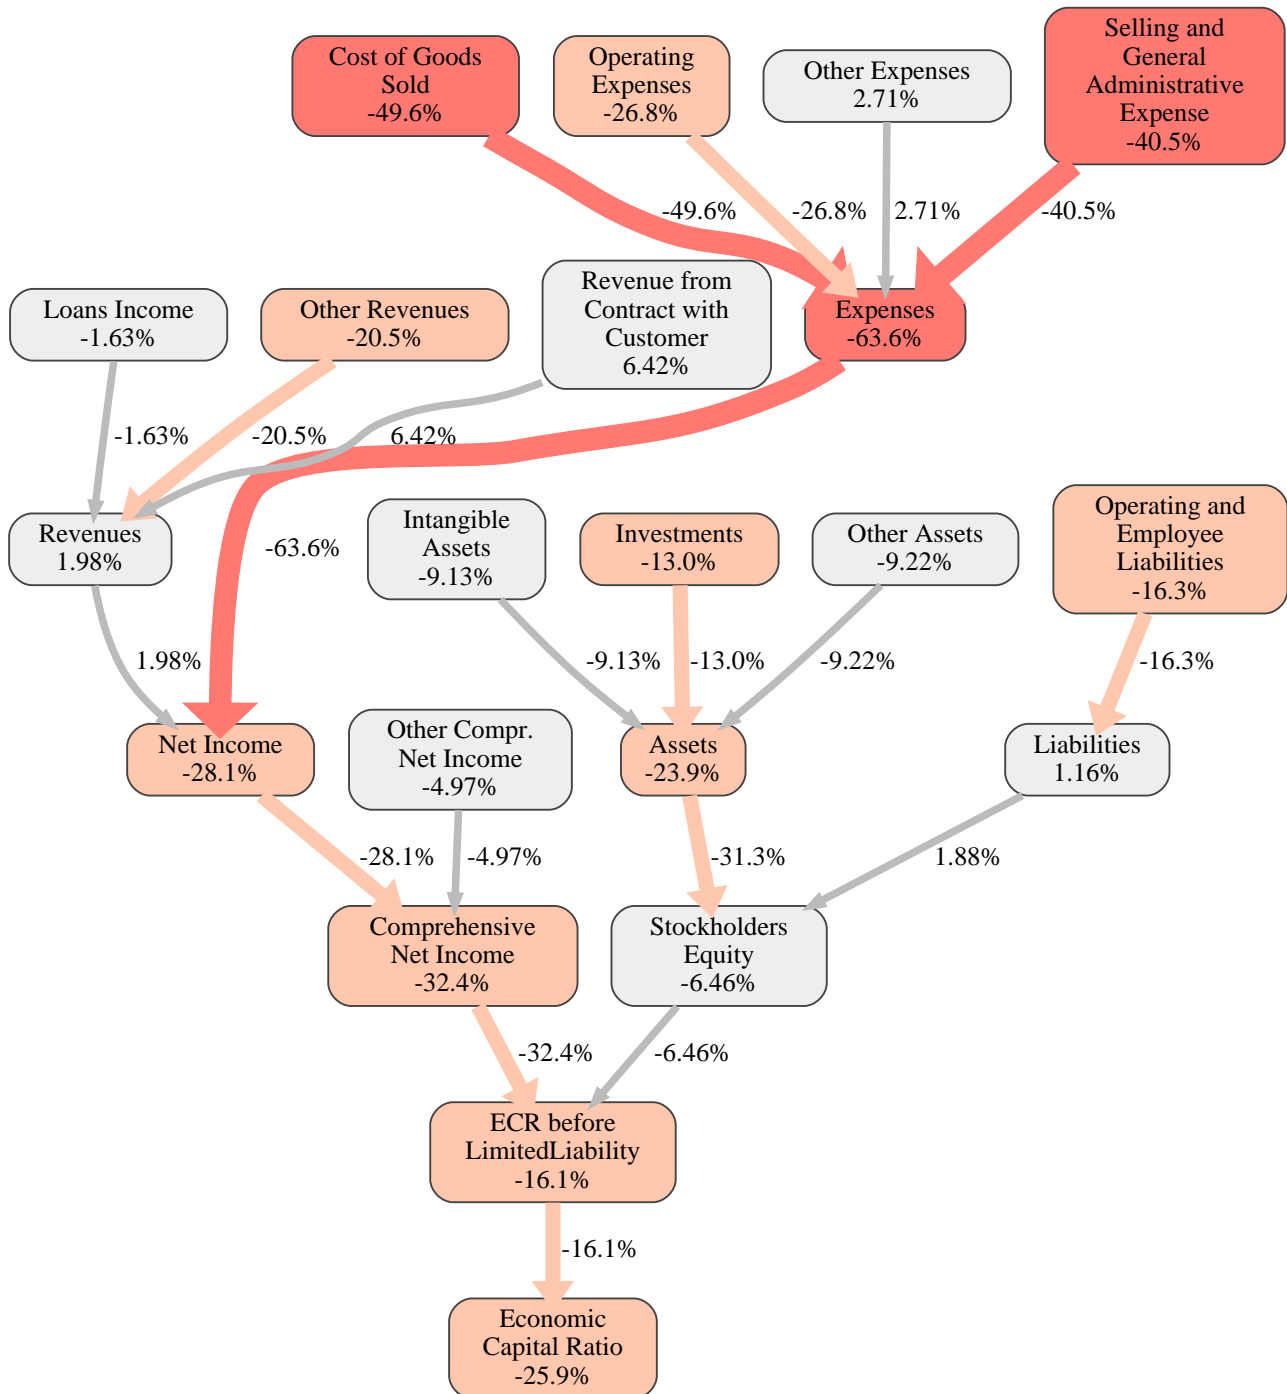 Cost of Goods
Sold
-49.6%
Operating
Expenses
-26.8%
Other Expenses
2.71%
Selling and
General
Administrative
Expense
-40.5%
-49.6%
-26.8%
2.71%
-40.5%
Loans Income
-1.63%
Other Revenues
-20.5%
Revenue from
Contract with
Customer
6.42%
Expenses
-63.6%
-1.63%
-20.5%
6.42%
Revenues
1.98%
-63.6%
Intangible
Assets
-9.13%
Investments
-13.0%
Other Assets
-9.22%
Operating and
Employee
Liabilities
-16.3%
1.98%
-9.13%
-13.0%
-9.22%
-16.3%
Net Income
-28.1%
Other Compr.
Net Income
-4.97%
Assets
-23.9%
Liabilities
1.16%
-28.1%
-4.97%
-31.3%
1.88%
Comprehensive
Net Income
-32.4%
Stockholders
Equity
-6.46%
-32.4%
-6.46%
ECR before
LimitedLiability
-16.1%
-16.1%
Economic
Capital Ratio
-25.9%